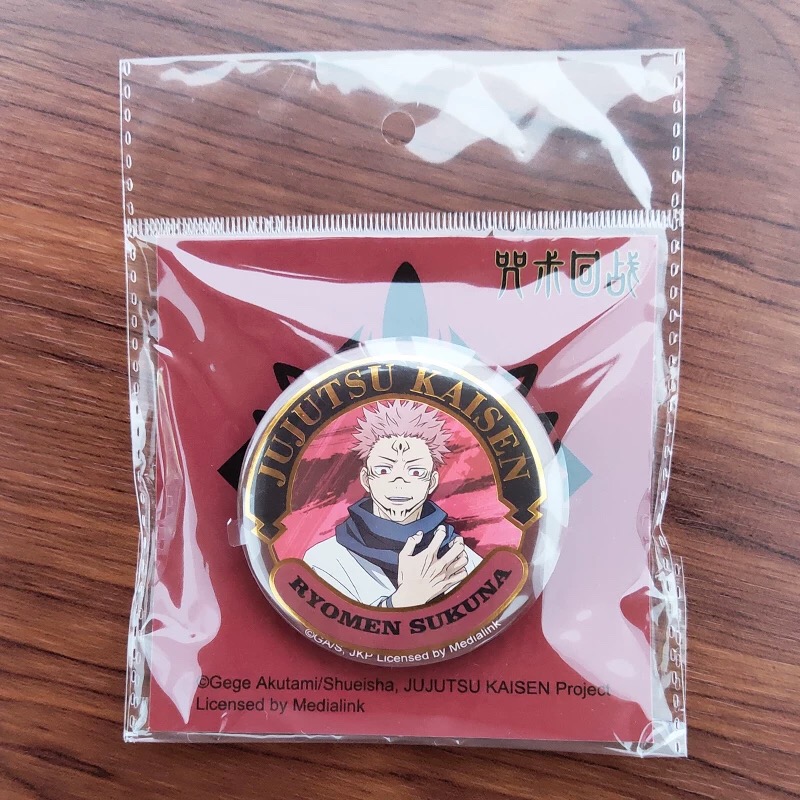 咒术回战
JUJUTSU KAISEN
RYOMEN SUKUNA
©GA/S, JKP Licensed by Medialink
©Gege Akutami/Shueisha, JUJUTSU KAISEN Project
Licensed by Medialink